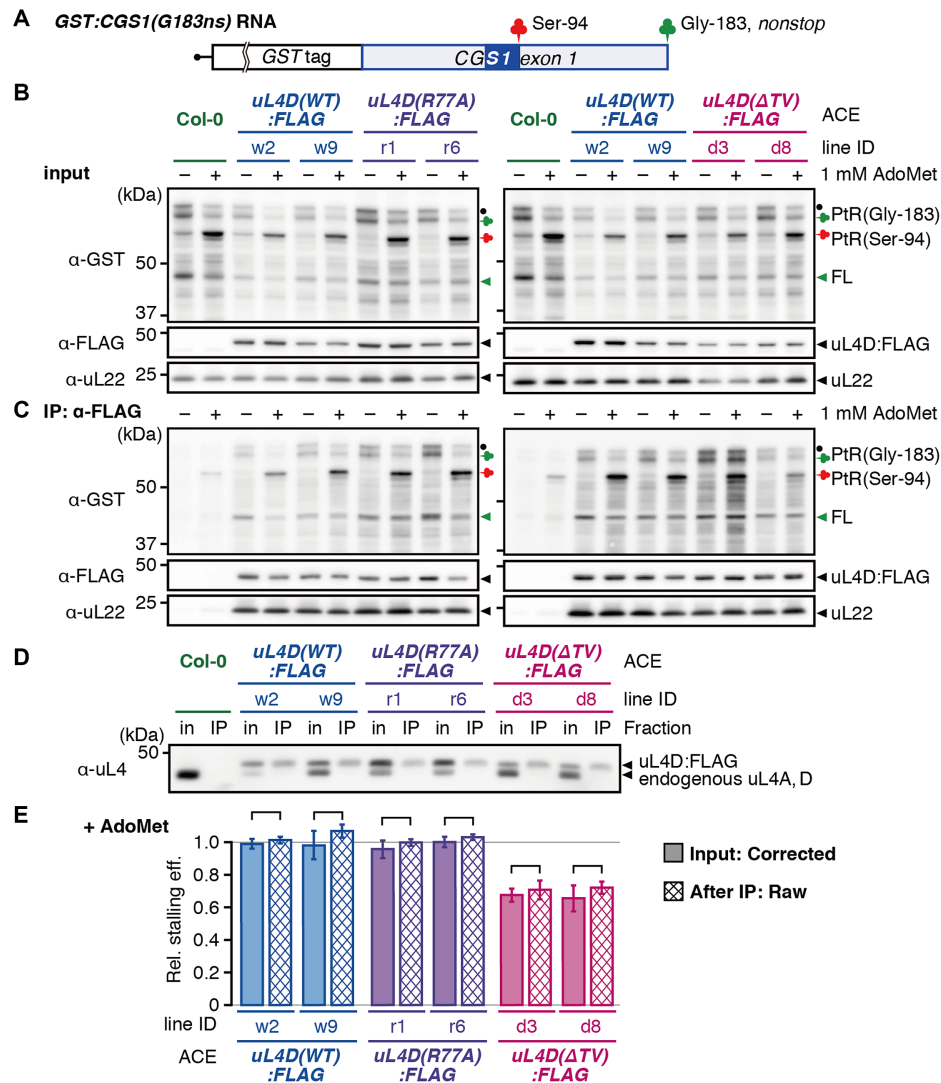 A
GST:CGS1(G183ns) RNA
Ser-94
Gly-183, nonstop
GST tag
CGS1 exon 1
B
Col-0
uL4D(WT) :FLAG
uL4D(R77A) :FLAG
Col-0
uL4D(WT) :FLAG
uL4D(ΔTV) :FLAG
ACE
w2 w9 r1 r6 w2 w9 d3 d8 line ID
input − + − + − + − + − + − + − + − + − + − + 1 mM AdoMet
(kDa)
α-GST
50
37
PtR(Gly-183)
PtR(Ser-94)
FL
α-FLAG 50 uL4D:FLAG
α-uL22 25 uL22
C IP: α-FLAG − + − + − + − + − + − + − + − + − + − + 1 mM AdoMet
(kDa)
α-GST
50
37
PtR(Gly-183)
PtR(Ser-94)
FL
α-FLAG 50 uL4D:FLAG
α-uL22 25 uL22
D
Col-0
uL4D(WT) :FLAG
uL4D(R77A) :FLAG
uL4D(ΔTV) :FLAG
ACE
w2 w9 r1 r6 d3 d8 line ID
in IP in IP in IP in IP in IP in IP in IP Fraction
(kDa)
50
α-uL4
uL4D:FLAG
endogenous uL4A, D
E
+ AdoMet
Rel. stalling eff.
1.0
0.8
0.6
0.4
0.2
0
Input: Corrected
After IP: Raw
line ID w2 w9 r1 r6 d3 d8
ACE
uL4D(WT) :FLAG
uL4D(R77A) :FLAG
uL4D(ΔTV) :FLAG